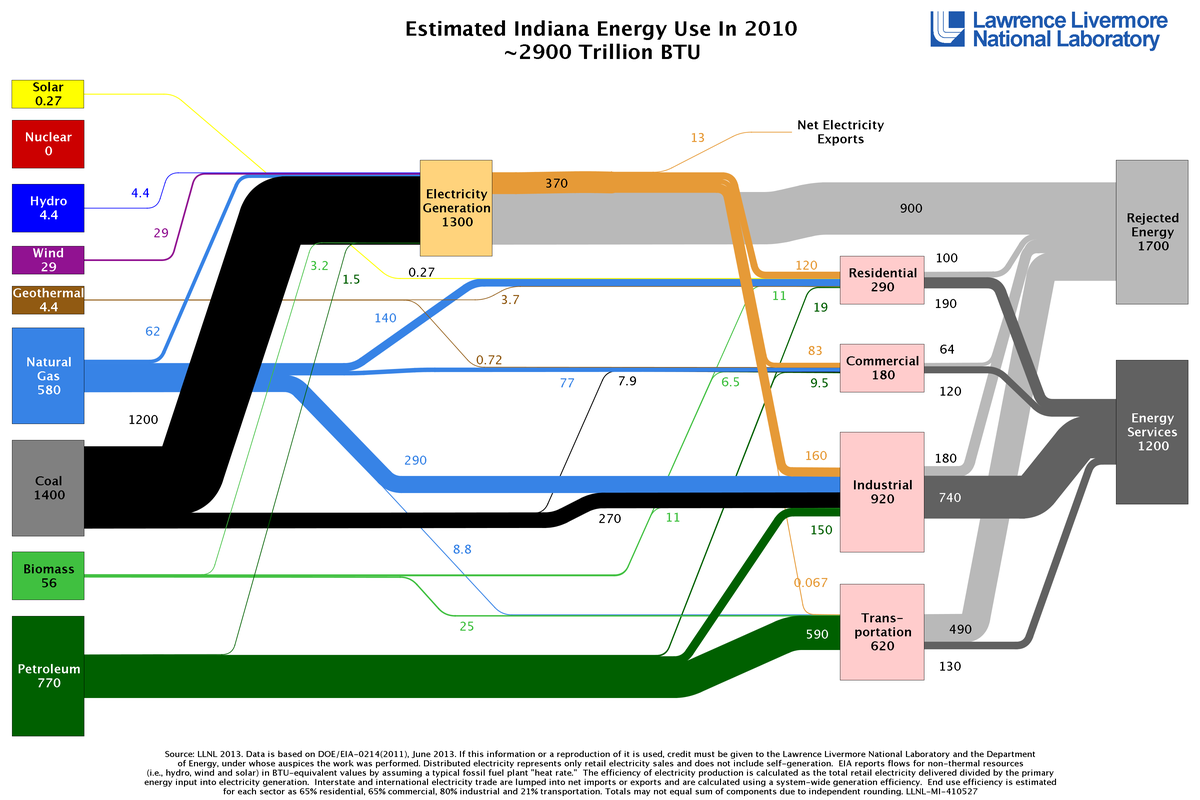 Estimated Indiana Energy Use In 2010
~2900 Trillion BTU
Lawrence Livermore
National Laboratory
Solar
0.27
Nuclear
0
Hydro
4.4
Wind
29
Geothermal
4.4
Natural
Gas
580
Coal
1400
Biomass
56
Petroleum
770
4.4
29
62
1200
3.2
1.5
Electricity
Generation
1300
370
13
Net Electricity
Exports
900
0.27
3.7
140
0.72
77
7.9
290
270
8.8
25
11
6.5
11
120
19
83
9.5
160
150
0.067
590
Residential
290
Commercial
180
Industrial
920
Trans-
portation
620
100
190
64
120
180
740
490
130
Rejected
Energy
1700
Energy
Services
1200
Source: LLNL 2013. Data is based on DOE/EIA-0214(2011), June 2013. If this information or a reproduction of it is used, credit must be given to the Lawrence Livermore National Laboratory and the Department
of Energy, under whose auspices the work was performed. Distributed electricity represents only retail electricity sales and does not include self-generation. EIA reports flows for non-thermal resources
(i.e., hydro, wind and solar) in BTU-equivalent values by assuming a typical fossil fuel plant "heat rate." The efficiency of electricity production is calculated as the total retail electricity delivered divided by the primary
energy input into electricity generation. Interstate and international electricity trade are lumped into net imports or exports and are calculated using a system-wide generation efficiency. End use efficiency is estimated
for each sector as 65% residential, 65% commercial, 80% industrial and 21% transportation. Totals may not equal sum of components due to independent rounding. LLNL-MI-410527